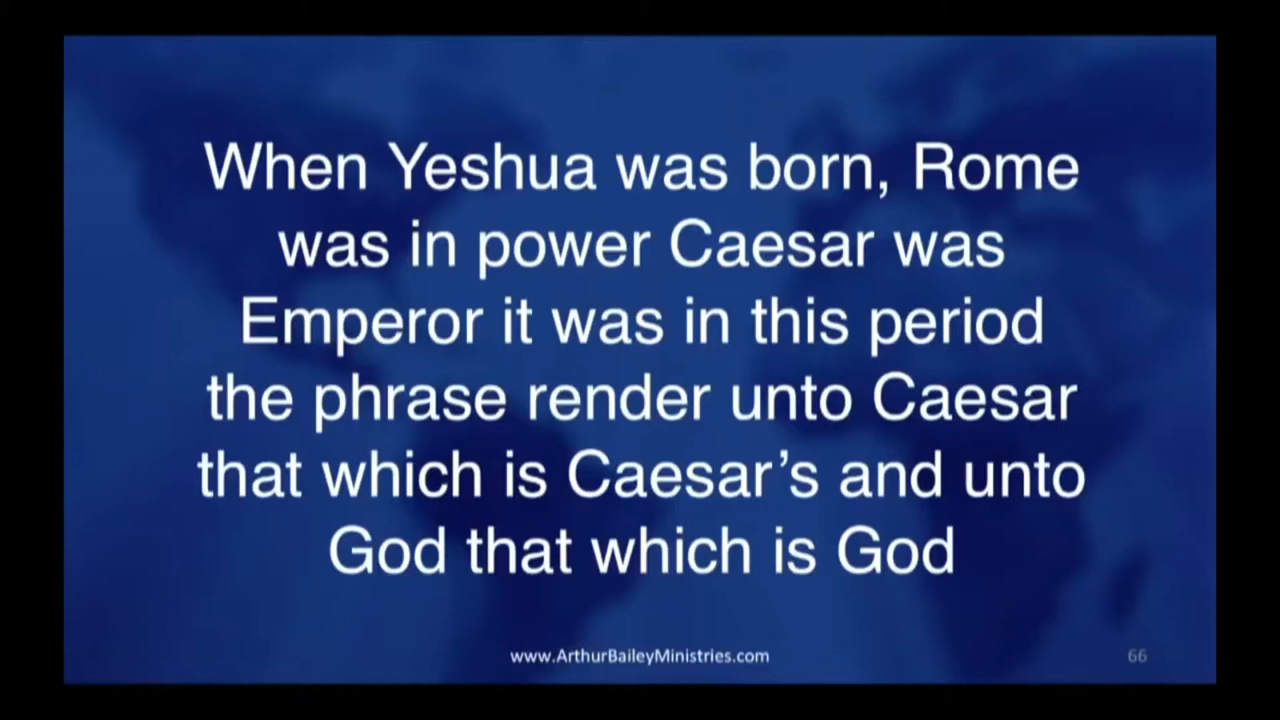 When Yeshua was born, Rome
was in power Caesar was
Emperor it was in this period
the phrase render unto Caesar
that which is Caesar’s and unto
God that which is God
www.ArthurBaileyMinistries.com
66